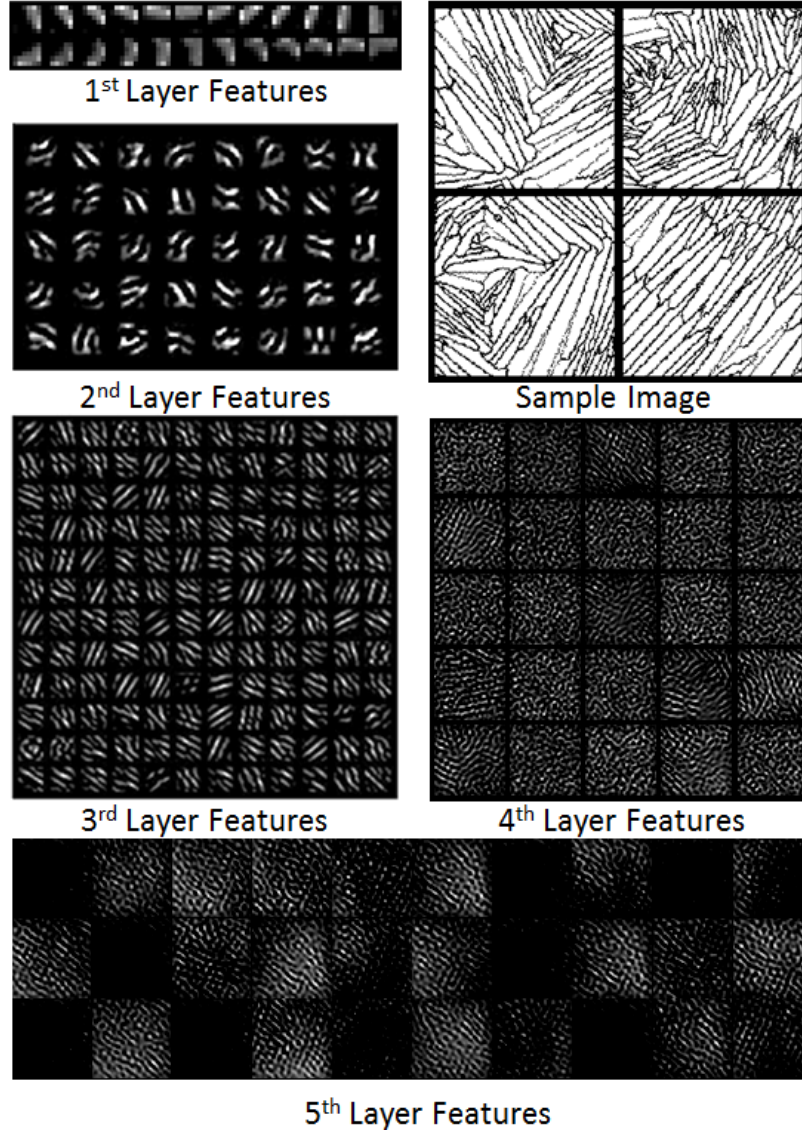 1st Layer Features
2nd Layer Features
Sample Image
3rd Layer Features
4th Layer Features
5th Layer Features